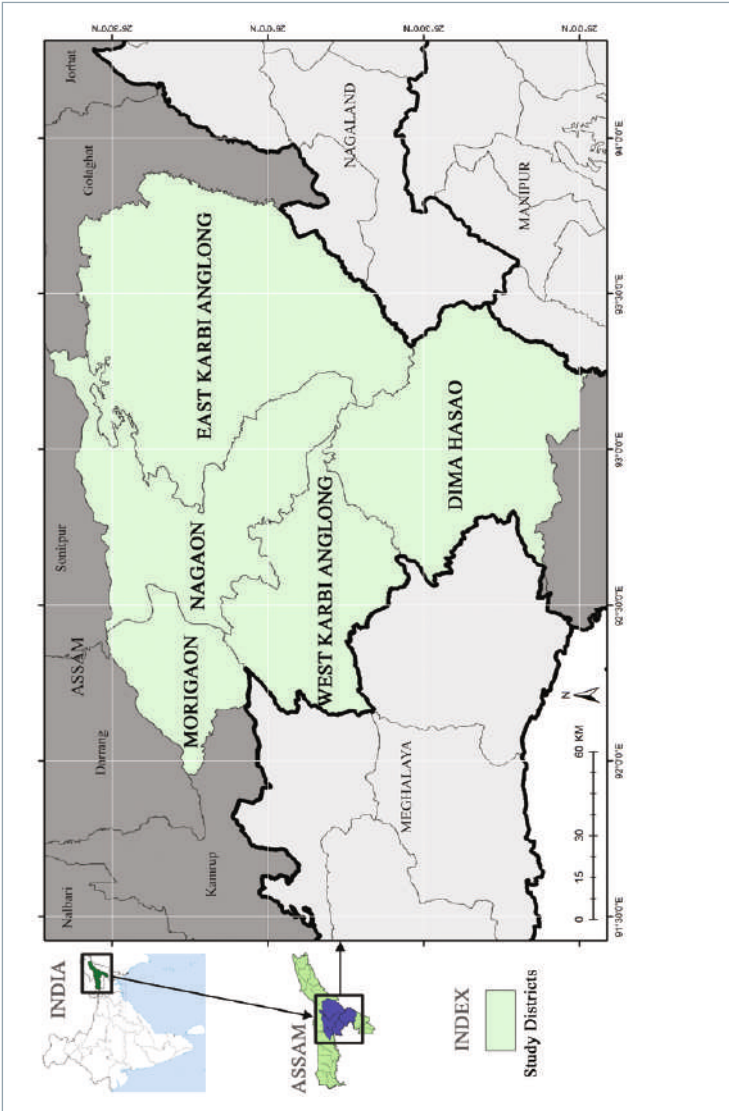 INDIA
ASSAM
INDEX
Study Districts
Nalbari
Darrang
ASSAM
Sonitpur
Golaghat
Jorhat
Kamrup
MORIGAON
NAGAON
EAST KARBI ANGLONG
WEST KARBI ANGLONG
NAGALAND
MEGHALAYA
DIMA HASAO
MANIPUR
N
0 15 30 60 KM
91°30'0"E 92°0'0"E 92°30'0"E 93°0'0"E 93°30'0"E 94°0'0"E
26°30'0"N
26°0'0"N
25°30'0"N
25°0'0"N